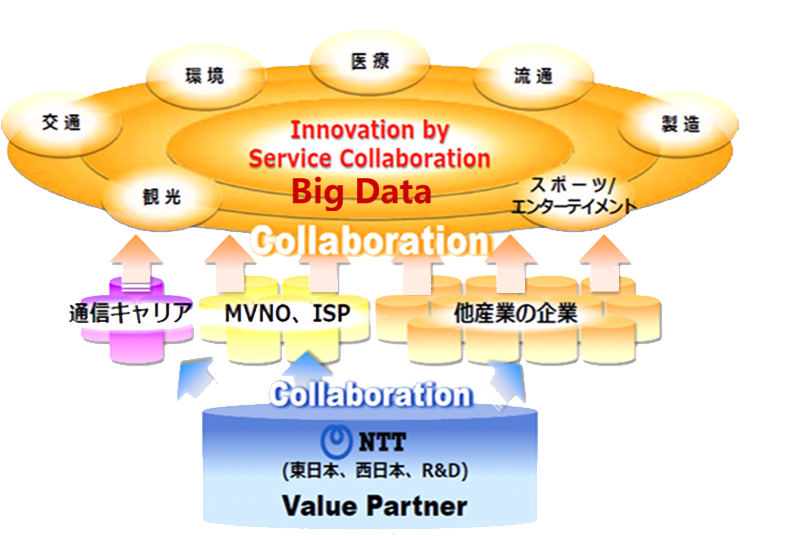 医療
環境
流通
交通
製造
Innovation by
Service Collaboration
Big Data
観光
スポーツ/
エンターテイメント
Collaboration
通信キャリア
MVNO、ISP
他産業の企業
Collaboration
NTT
(東日本、西日本、R&D)
Value Partner